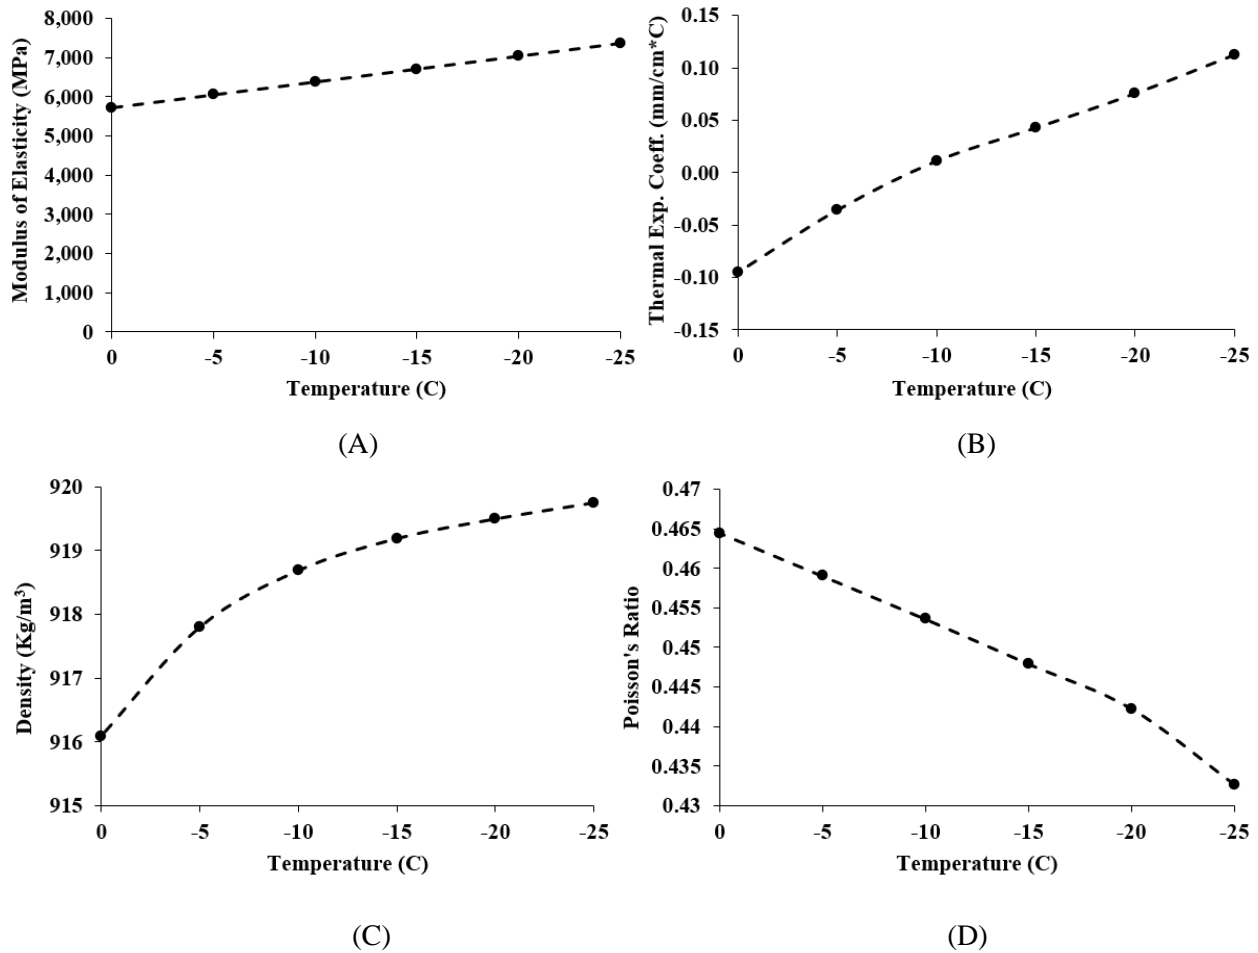 Modulus of Elasticity (MPa)
8,000
7,000
6,000
5,000
4,000
3,000
2,000
1,000
0
0 -5 -10 -15 -20 -25
Temperature (C)
(A)
Thermal Exp. Coeff. (mm/cm*C)
0.15
0.10
0.05
0.00
-0.05
-0.10
-0.15
0 -5 -10 -15 -20 -25
Temperature (C)
(B)
Density (Kg/m³)
920
919
918
917
916
915
0 -5 -10 -15 -20 -25
Temperature (C)
(C)
Poisson's Ratio
0.47
0.465
0.46
0.455
0.45
0.445
0.44
0.435
0.43
0 -5 -10 -15 -20 -25
Temperature (C)
(D)